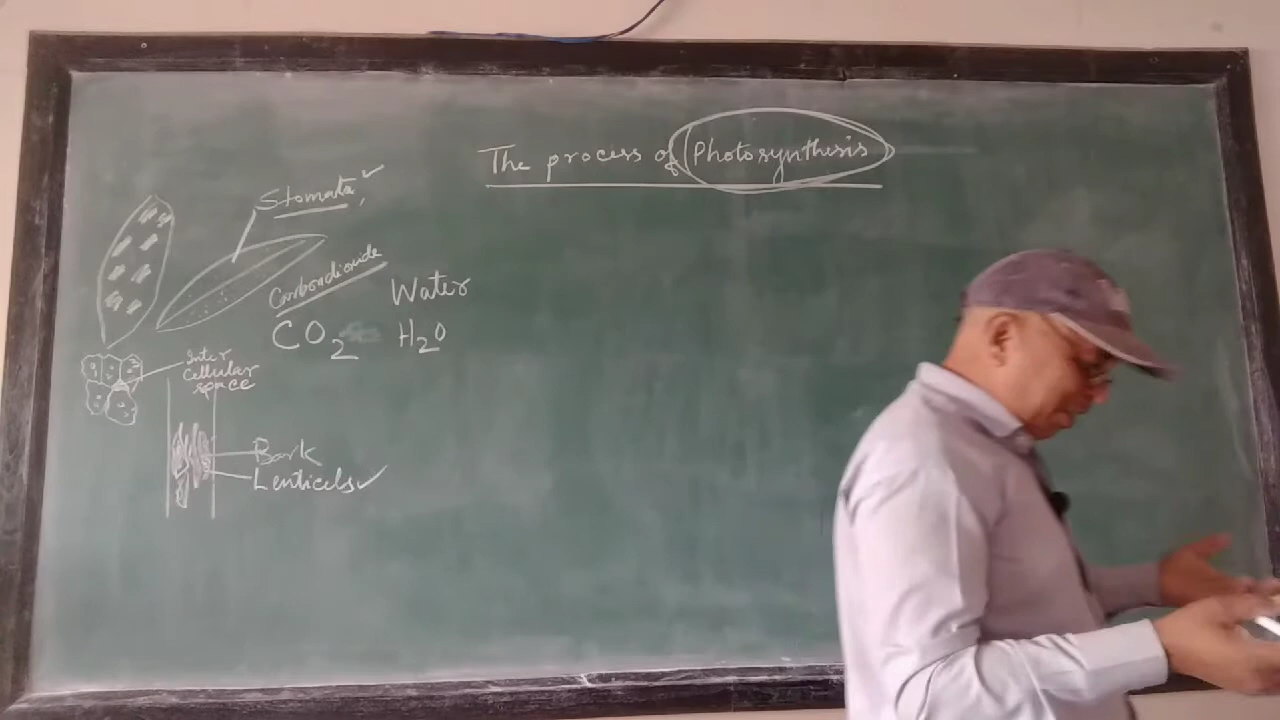 The process of Photosynthesis
Stomata,
Carbondioxide
Water
CO2
H2O
Inter
cellular
space
Bark
Lenticels